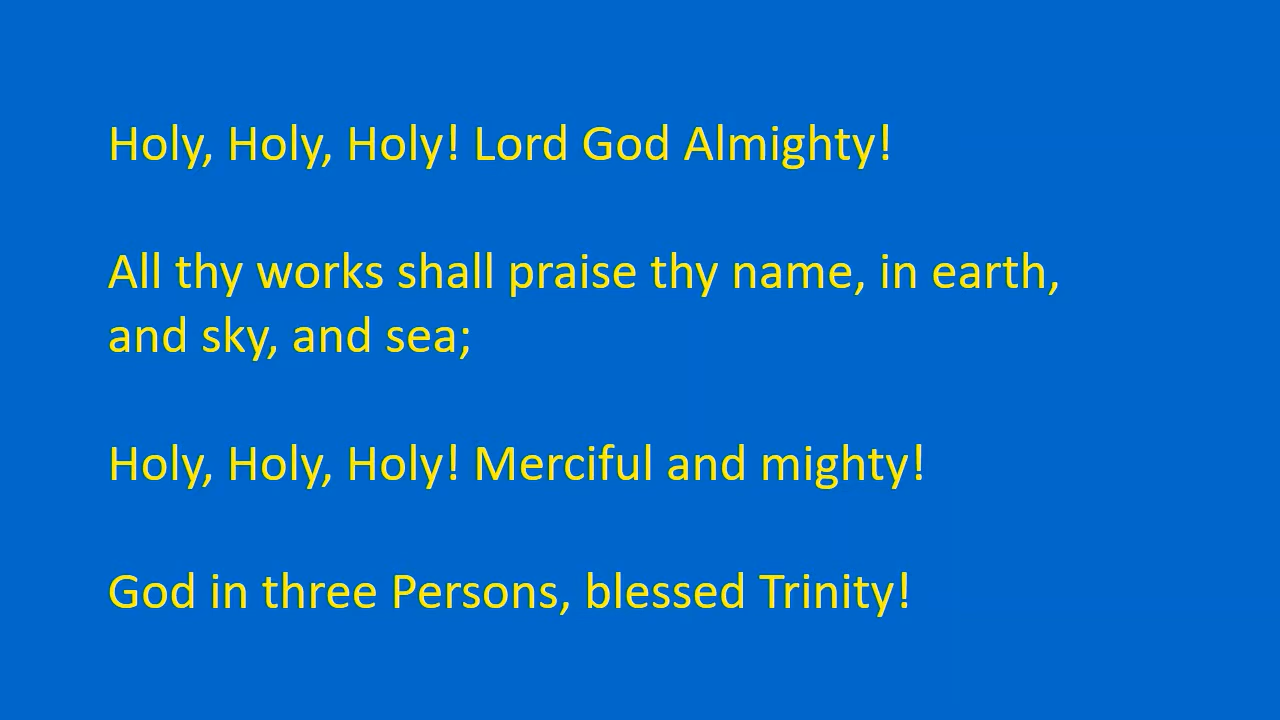 Holy, Holy, Holy! Lord God Almighty!
All thy works shall praise thy name, in earth,
and sky, and sea;
Holy, Holy, Holy! Merciful and mighty!
God in three Persons, blessed Trinity!